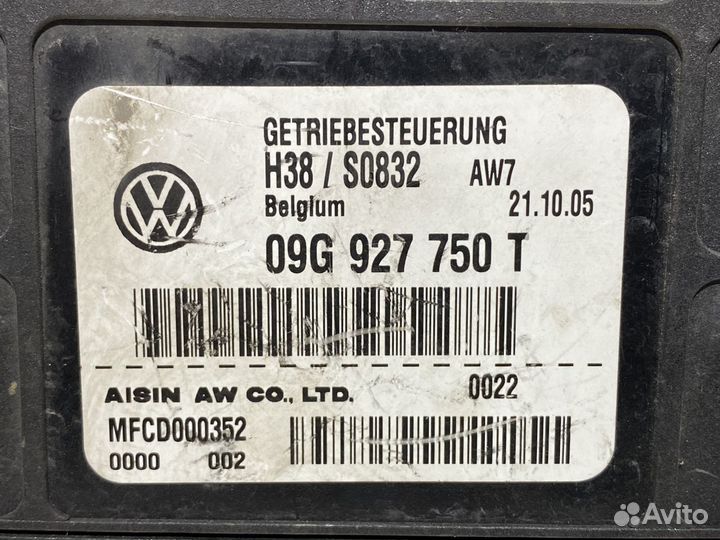 GETRIEBESTEUERUNG
H38 / S0832 AW7
Belgium 21.10.05
09G 927 750 T
AISIN AW CO., LTD. 0022
MFCD000352
0000 002
Avito